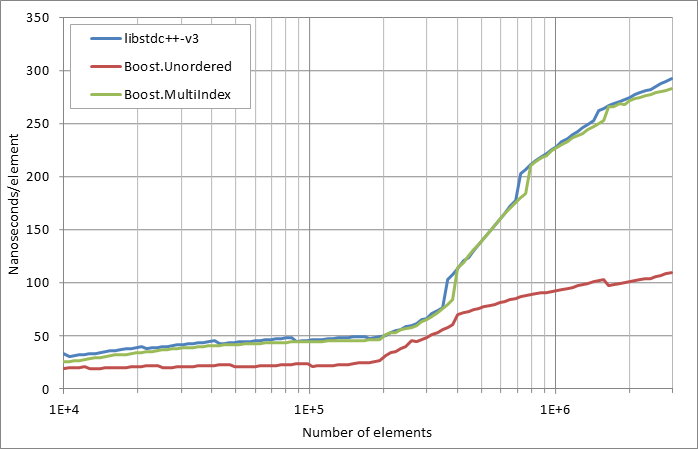 350
300
250
200
150
100
50
0
Nanoseconds/element
libstdc++-v3
Boost.Unordered
Boost.MultiIndex
1E+4
1E+5
1E+6
Number of elements